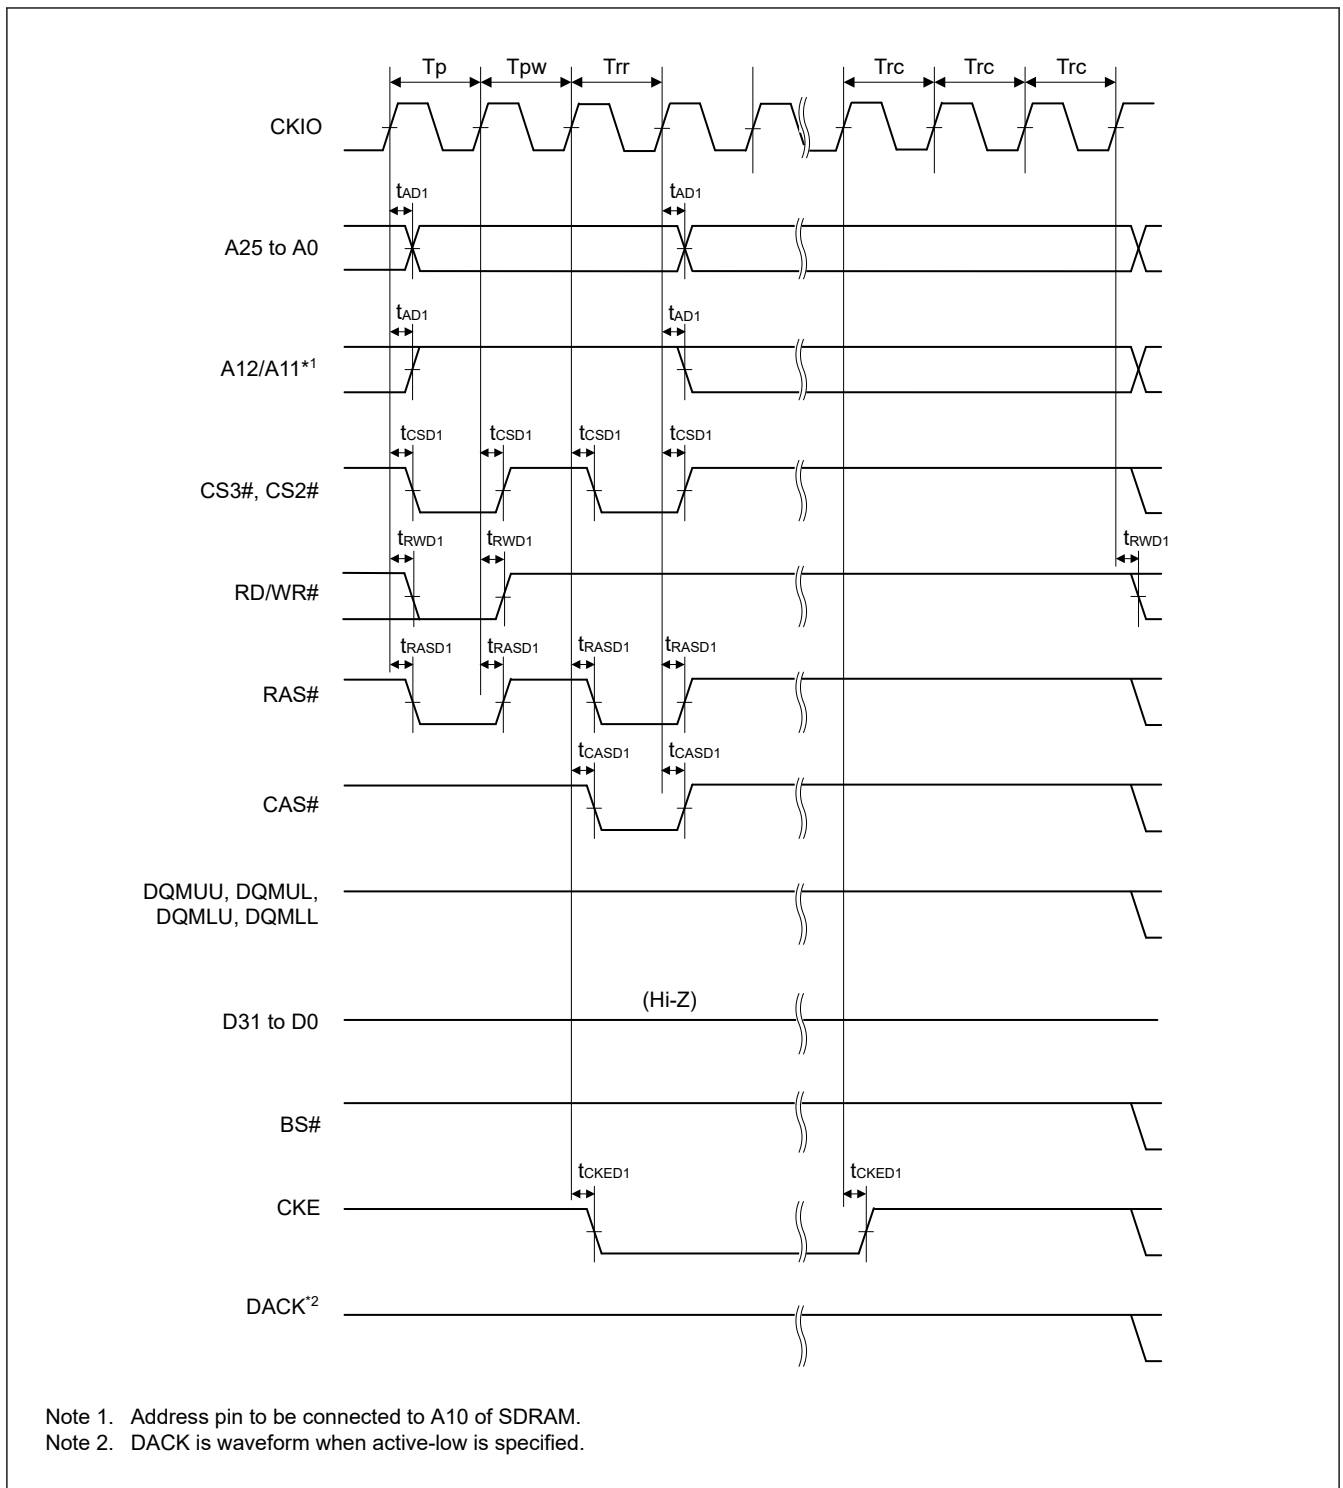 Tp Tpw Trr Trc Trc Trc
CKIO
tAD1 tAD1
A25 to A0
tAD1 tAD1
A12/A11*1
tCSD1 tCSD1 tCSD1 tCSD1
CS3#, CS2#
tRWD1 tRWD1 tRWD1
RD/WR#
tRASD1 tRASD1 tRASD1 tRASD1
RAS#
tCASD1 tCASD1
CAS#
DQMUU, DQMUL,
DQMLU, DQMLL
(Hi-Z)
D31 to D0
BS#
tCKED1 tCKED1
CKE
DACK*2
Note 1. Address pin to be connected to A10 of SDRAM.
Note 2. DACK is waveform when active-low is specified.